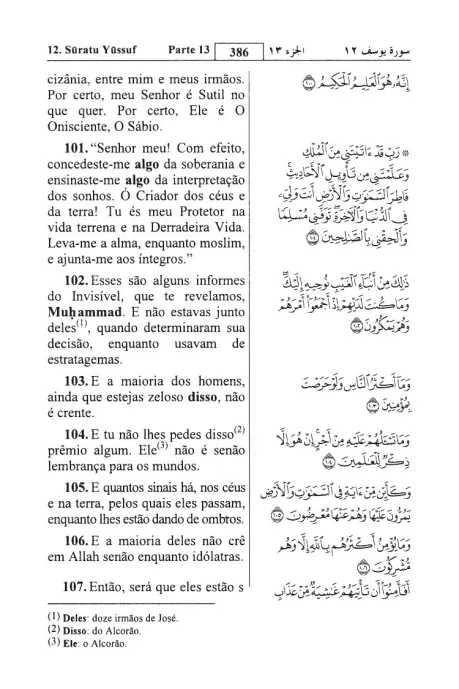 12. Sūratu Yūssuf Parte 13 386 الجزء ١٣ سورة يوسف ١٢
cizânia, entre mim e meus irmãos.
Por certo, meu Senhor é Sutil no
que quer. Por certo, Ele é O
Onisciente, O Sábio.
101. “Senhor meu! Com efeito,
concedeste-me algo da soberania e
ensinaste-me algo da interpretação
dos sonhos. Ó Criador dos céus e
da terra! Tu és meu Protetor na
vida terrena e na Derradeira Vida.
Leva-me a alma, enquanto moslim,
e ajunta-me aos íntegros.”
102. Esses são alguns informes
do Invisível, que te revelamos,
Muḥammad. E não estavas junto
deles(1), quando determinaram sua
decisão, enquanto usavam de
estratagemas.
103. E a maioria dos homens,
ainda que estejas zeloso disso, não
é crente.
104. E tu não lhes pedes disso(2)
prêmio algum. Ele(3) não é senão
lembrança para os mundos.
105. E quantos sinais há, nos céus
e na terra, pelos quais eles passam,
enquanto lhes estão dando de ombros.
106. E a maioria deles não crê
em Allah senão enquanto idólatras.
107. Então, será que eles estão s
إِنَّهُۥ هُوَ ٱلْعَلِيمُ ٱلْحَكِيمُ ١٠٠
۞ رَبِّ قَدْ ءَاتَيْتَنِى مِنَ ٱلْمُلْكِ
وَعَلَّمْتَنِى مِن تَأْوِيلِ ٱلْأَحَادِيثِ ۚ
فَاطِرَ ٱلسَّمَـٰوَٰتِ وَٱلْأَرْضِ أَنتَ وَلِىِّۦ
فِى ٱلدُّنْيَا وَٱلْـَٔاخِرَةِ ۖ تَوَفَّنِى مُسْلِمًا
وَأَلْحِقْنِى بِٱلصَّـٰلِحِينَ ١٠١
ذَٰلِكَ مِنْ أَنۢبَآءِ ٱلْغَيْبِ نُوحِيهِ إِلَيْكَ ۖ
وَمَا كُنتَ لَدَيْهِمْ إِذْ أَجْمَعُوٓا۟ أَمْرَهُمْ
وَهُمْ يَمْكُرُونَ ١٠٢
وَمَآ أَكْثَرُ ٱلنَّاسِ وَلَوْ حَرَصْتَ
بِمُؤْمِنِينَ ١٠٣
وَمَا تَسْـَٔلُهُمْ عَلَيْهِ مِنْ أَجْرٍ ۚ إِنْ هُوَ إِلَّا
ذِكْرٌ لِّلْعَـٰلَمِينَ ١٠٤
وَكَأَيِّن مِّنْ ءَايَةٍ فِى ٱلسَّمَـٰوَٰتِ وَٱلْأَرْضِ
يَمُرُّونَ عَلَيْهَا وَهُمْ عَنْهَا مُعْرِضُونَ ١٠٥
وَمَا يُؤْمِنُ أَكْثَرُهُم بِٱللَّهِ إِلَّا وَهُم
مُّشْرِكُونَ ١٠٦
أَفَأَمِنُوٓا۟ أَن تَأْتِيَهُمْ غَـٰشِيَةٌ مِّنْ عَذَابِ
(1) Deles: doze irmãos de José.
(2) Disso: do Alcorão.
(3) Ele: o Alcorão.